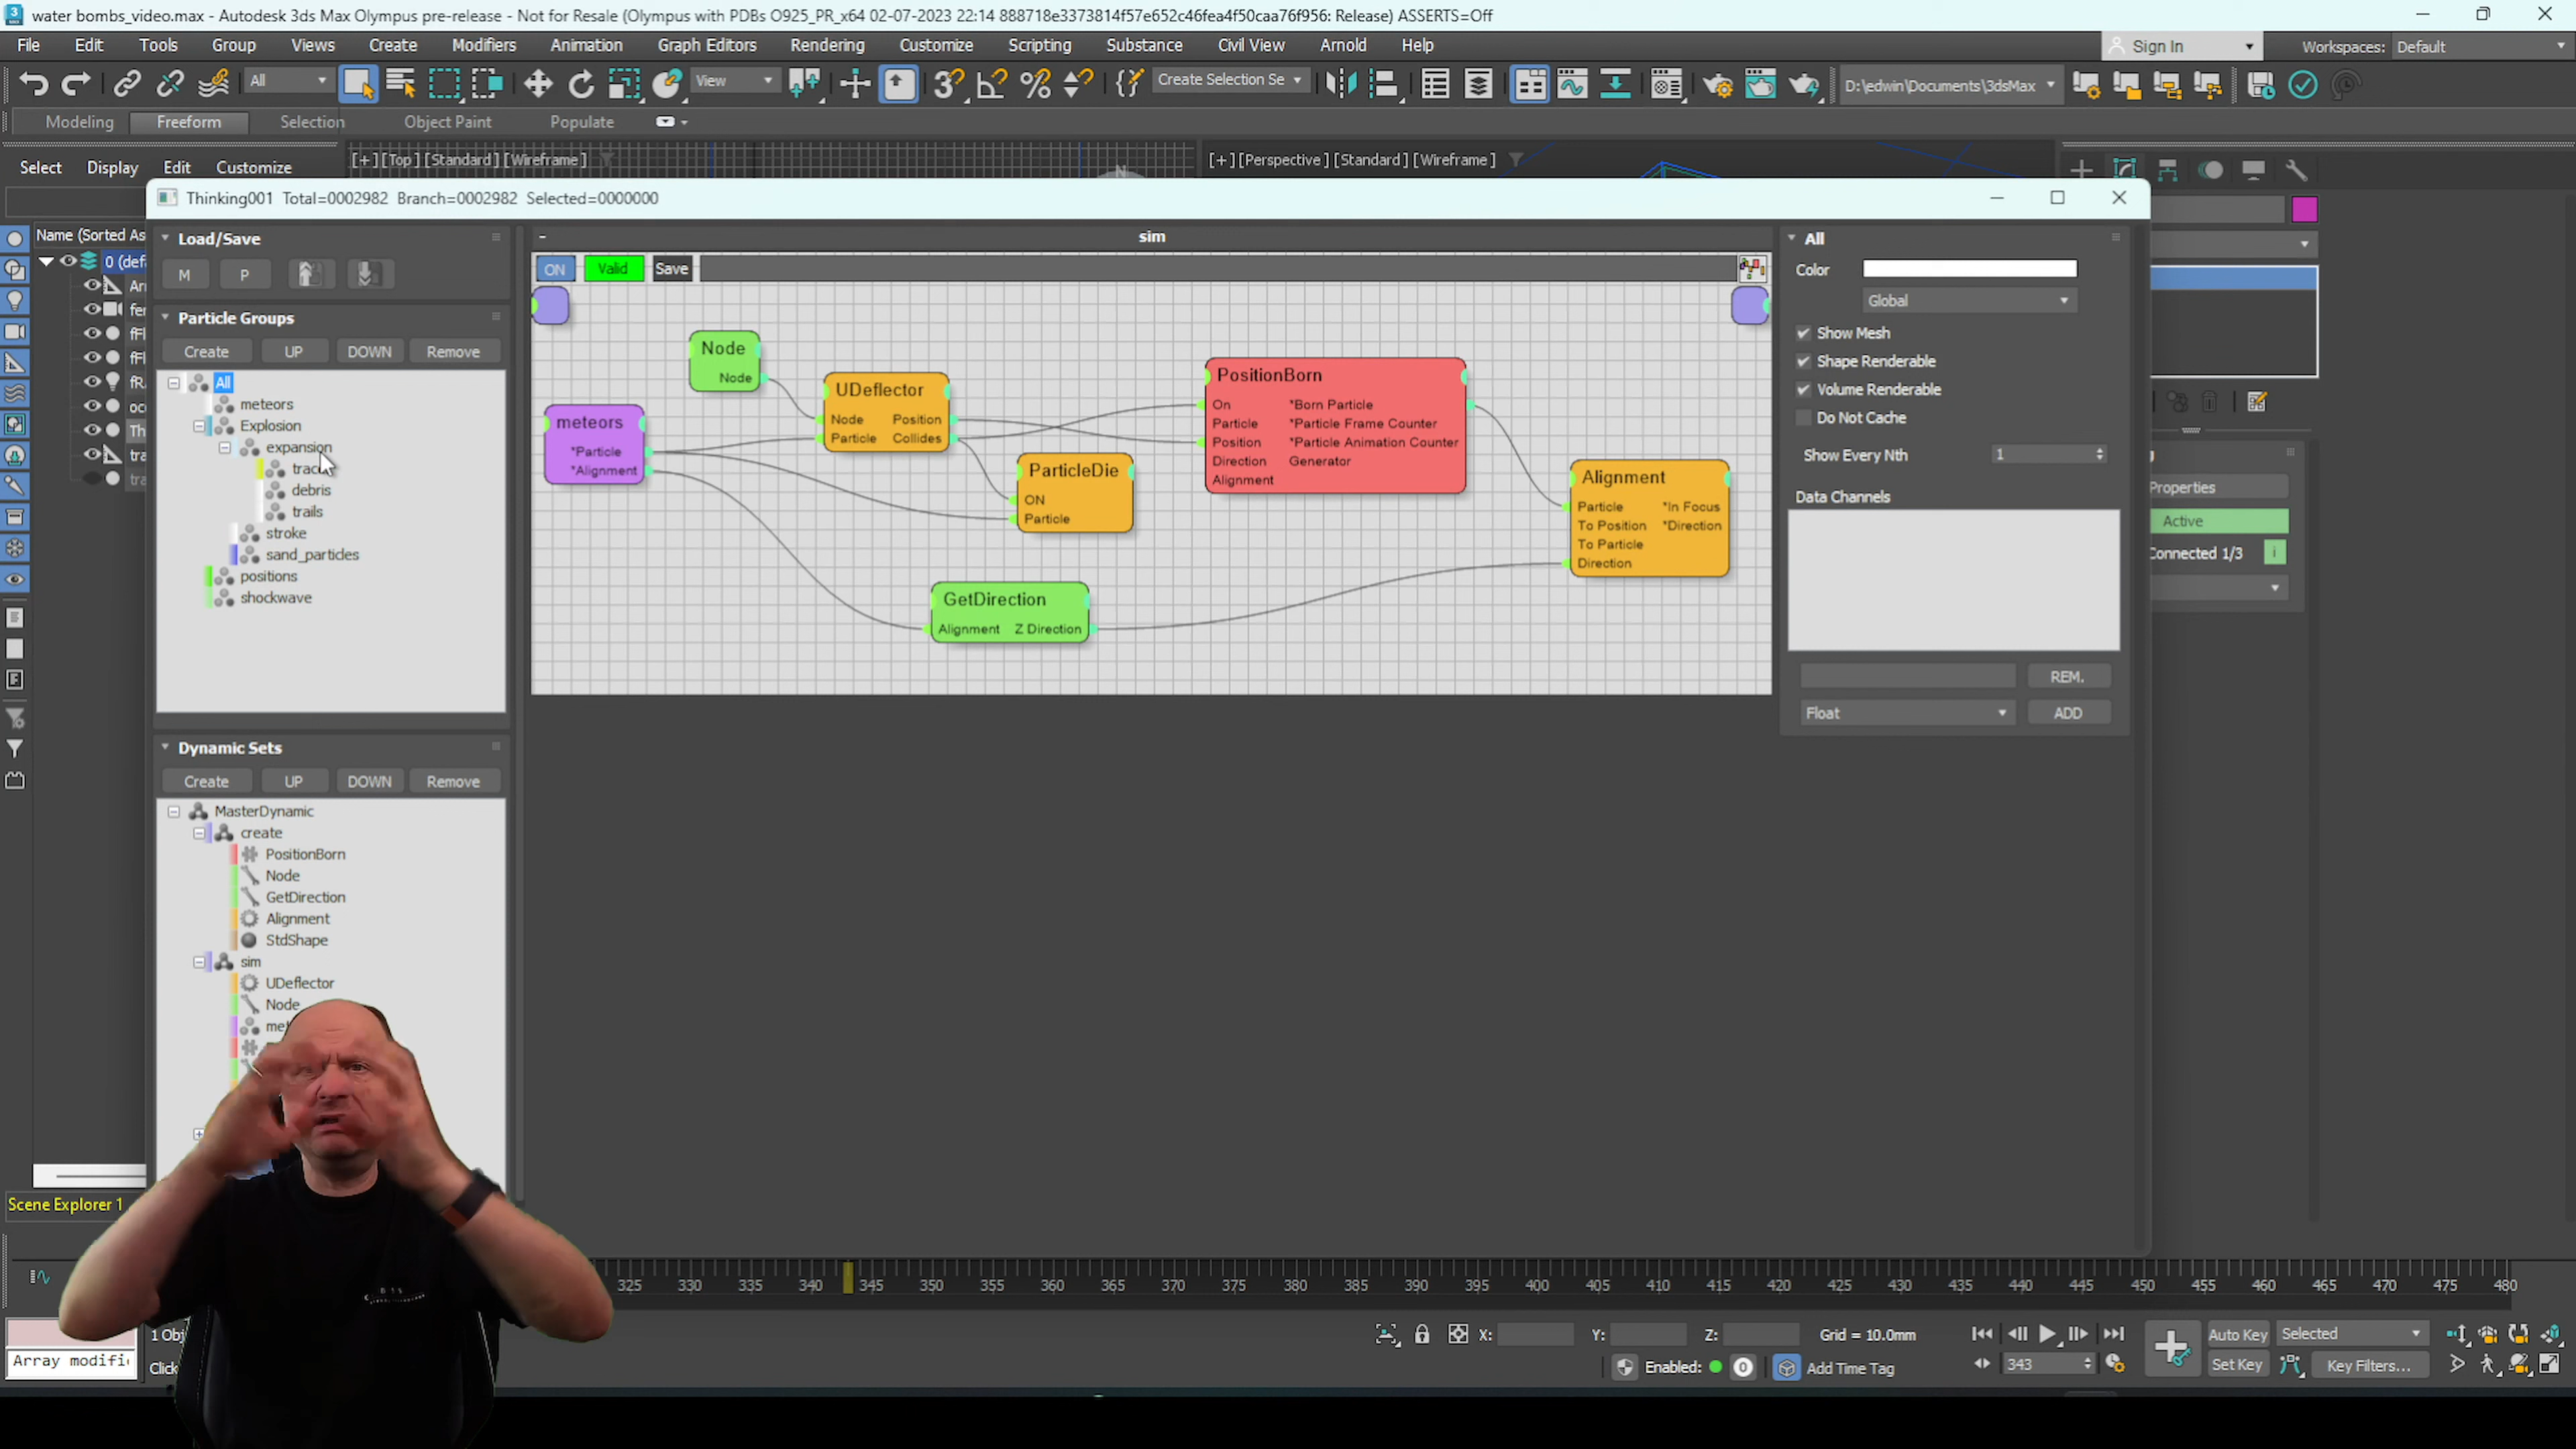 water bombs_video.max - Autodesk 3ds Max Olympus pre-release - Not for Resale (Olympus with PDBs O925_PR_x64 02-07-2023 22:14 888718e3373814f57e652c46fea4f50caa76f956: Release) ASSERTS=Off
File Edit Tools Group Views Create Modifiers Animation Graph Editors Rendering Customize Scripting Substance Civil View Arnold Help
Sign In Workspaces: Default
All View Create Selection Se D:\edwin\Documents\3dsMax
Modeling Freeform Selection Object Paint Populate
Select Display Edit Customize
[+] [Top] [Standard] [Wireframe]
[+] [Perspective] [Standard] [Wireframe]
Thinking001 Total=0002982 Branch=0002982 Selected=0000000
Name (Sorted As
0 (def
Load/Save
M P
Particle Groups
Create UP DOWN Remove
All
meteors
Explosion
expansion
debris
trails
stroke
sand_particles
positions
shockwave
Dynamic Sets
Create UP DOWN Remove
MasterDynamic
create
PositionBorn
Node
GetDirection
Alignment
StdShape
sim
UDeflector
Node
- sim
ON Valid Save
Node
Node
meteors
*Particle
*Alignment
UDeflector
Node Position
Particle Collides
ParticleDie
ON
Particle
GetDirection
Alignment Z Direction
PositionBorn
On *Born Particle
Particle *Particle Frame Counter
Position *Particle Animation Counter
Direction Generator
Alignment
Alignment
Particle *In Focus
To Position *Direction
To Particle
Direction
All
Color
Global
Show Mesh
Shape Renderable
Volume Renderable
Do Not Cache
Show Every Nth 1
Data Channels
REM.
Float ADD
Properties
Active
Connected 1/3 i
Scene Explorer 1
325 330 335 340 345 350 355 360 365 370 375 380 385 390 395 400 405 410 415 420 425 430 435 440 445 450 455 460 465 470 475 480
1 Obj
X: Y: Z: Grid = 10.0mm
Auto Key Selected
Array modifi
Click
Enabled: 0 Add Time Tag
343
Set Key Key Filters...